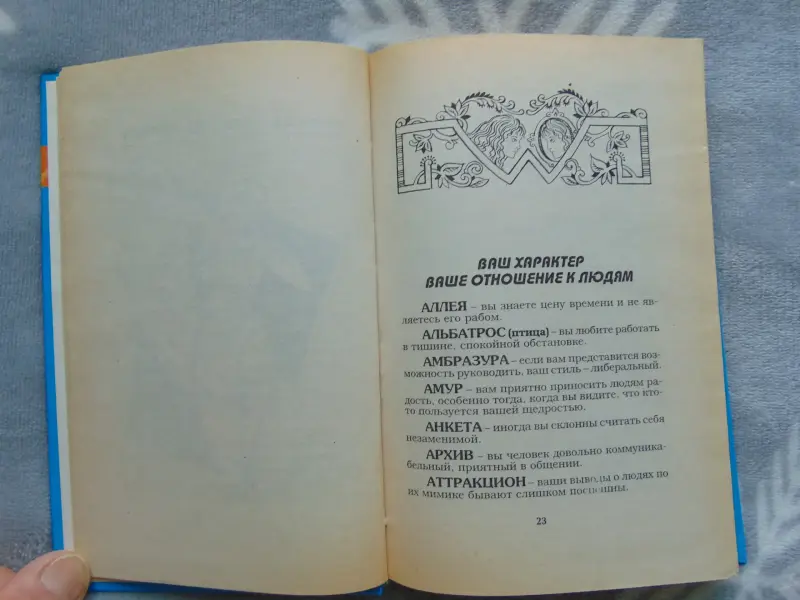 ВАШ ХАРАКТЕР
ВАШЕ ОТНОШЕНИЕ К ЛЮДЯМ
АЛЛЕЯ – вы знаете цену времени и не яв-
ляетесь его рабом.
АЛЬБАТРОС (птица) – вы любите работать
в тишине, спокойной обстановке.
АМБРАЗУРА – если вам представится воз-
можность руководить, ваш стиль – либеральный.
АМУР – вам приятно приносить людям ра-
дость, особенно тогда, когда вы видите, что кто-
то пользуется вашей щедростью.
АНКЕТА – иногда вы склонны считать себя
незаменимой.
АРХИВ – вы человек довольно коммуника-
бельный, приятный в общении.
АТТРАКЦИОН – ваши выводы о людях по
их мимике бывают слишком поспешны.
23